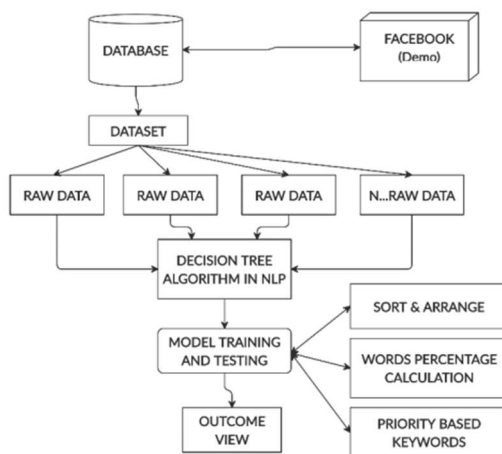 DATABASE
FACEBOOK
(Demo)
DATASET
RAW DATA
RAW DATA
RAW DATA
N...RAW DATA
DECISION TREE
ALGORITHM IN NLP
SORT & ARRANGE
MODEL TRAINING
AND TESTING
WORDS PERCENTAGE
CALCULATION
OUTCOME
VIEW
PRIORITY BASED
KEYWORDS